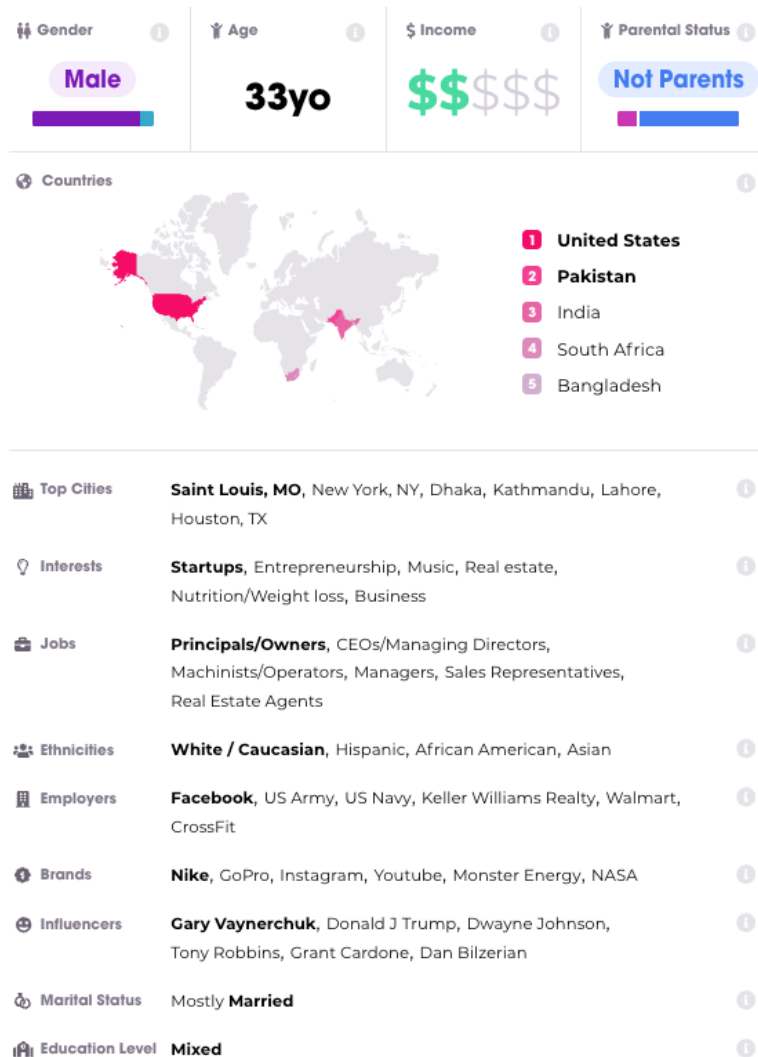 Gender
Age
$ Income
Parental Status
Male
33yo
$$$$$
Not Parents
Countries
1 United States
2 Pakistan
3 India
4 South Africa
5 Bangladesh
Top Cities
Saint Louis, MO, New York, NY, Dhaka, Kathmandu, Lahore,
Houston, TX
Interests
Startups, Entrepreneurship, Music, Real estate,
Nutrition/Weight loss, Business
Jobs
Principals/Owners, CEOs/Managing Directors,
Machinists/Operators, Managers, Sales Representatives,
Real Estate Agents
Ethnicities
White / Caucasian, Hispanic, African American, Asian
Employers
Facebook, US Army, US Navy, Keller Williams Realty, Walmart,
CrossFit
Brands
Nike, GoPro, Instagram, Youtube, Monster Energy, NASA
Influencers
Gary Vaynerchuk, Donald J Trump, Dwayne Johnson,
Tony Robbins, Grant Cardone, Dan Bilzerian
Marital Status
Mostly Married
Education Level
Mixed